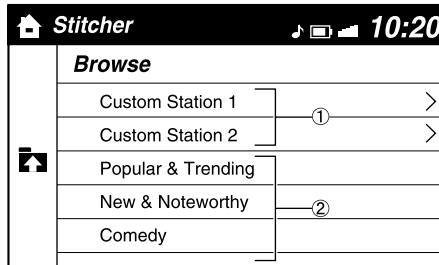 Stitcher 10:20
Browse
Custom Station 1
①
Custom Station 2
Popular & Trending
New & Noteworthy
②
Comedy